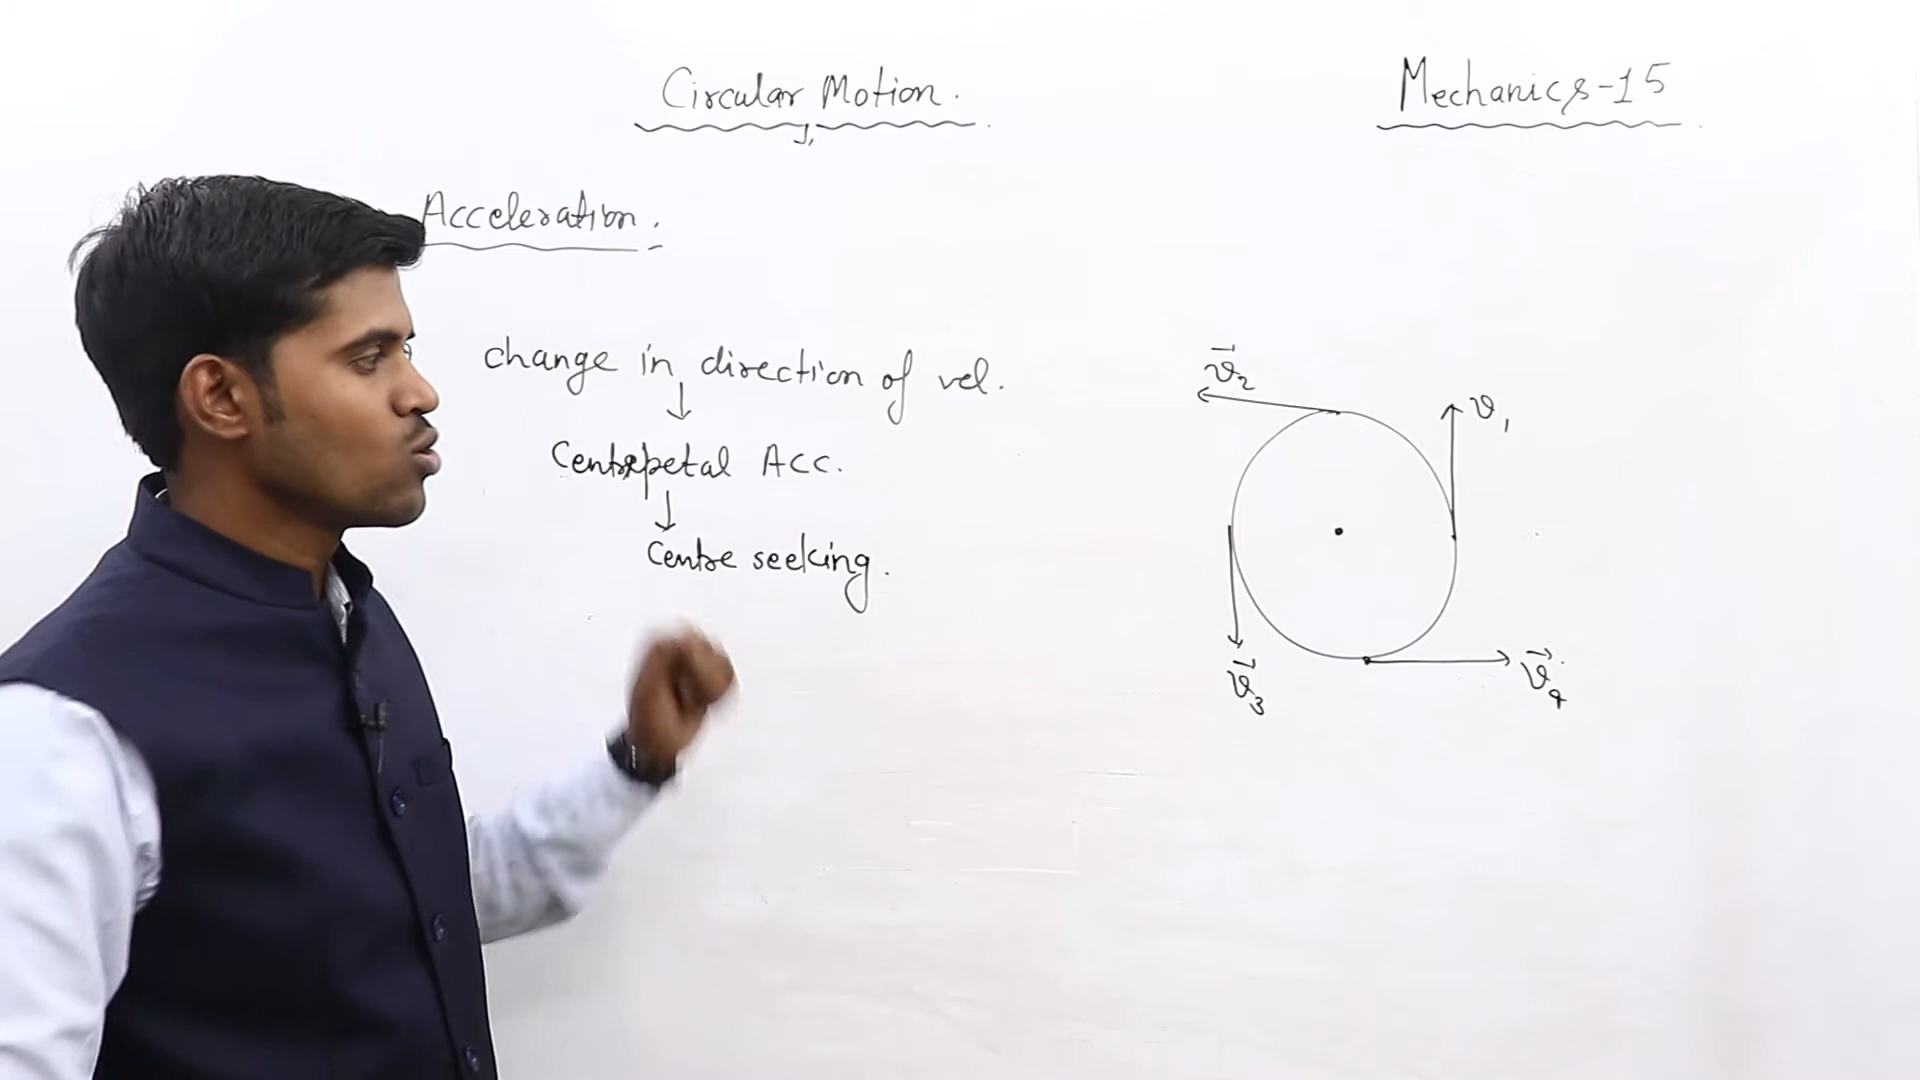 Circular Motion.
Mechanics-15
Acceleration.
change in direction of vel.
↓
Centripetal Acc.
↓
Centre seeking.
v⃗2
v1
v⃗3
v⃗4